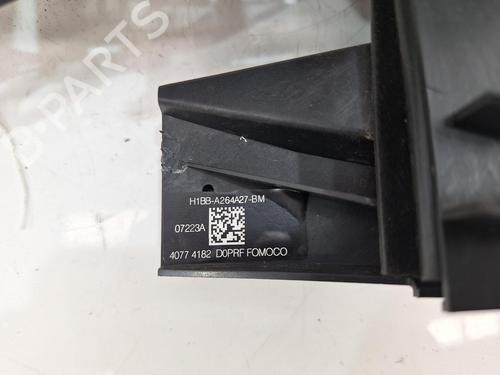 B-PARTS
H1BB-A264A27-BM
07223A
4077 4182 D0PRF FOMOCO